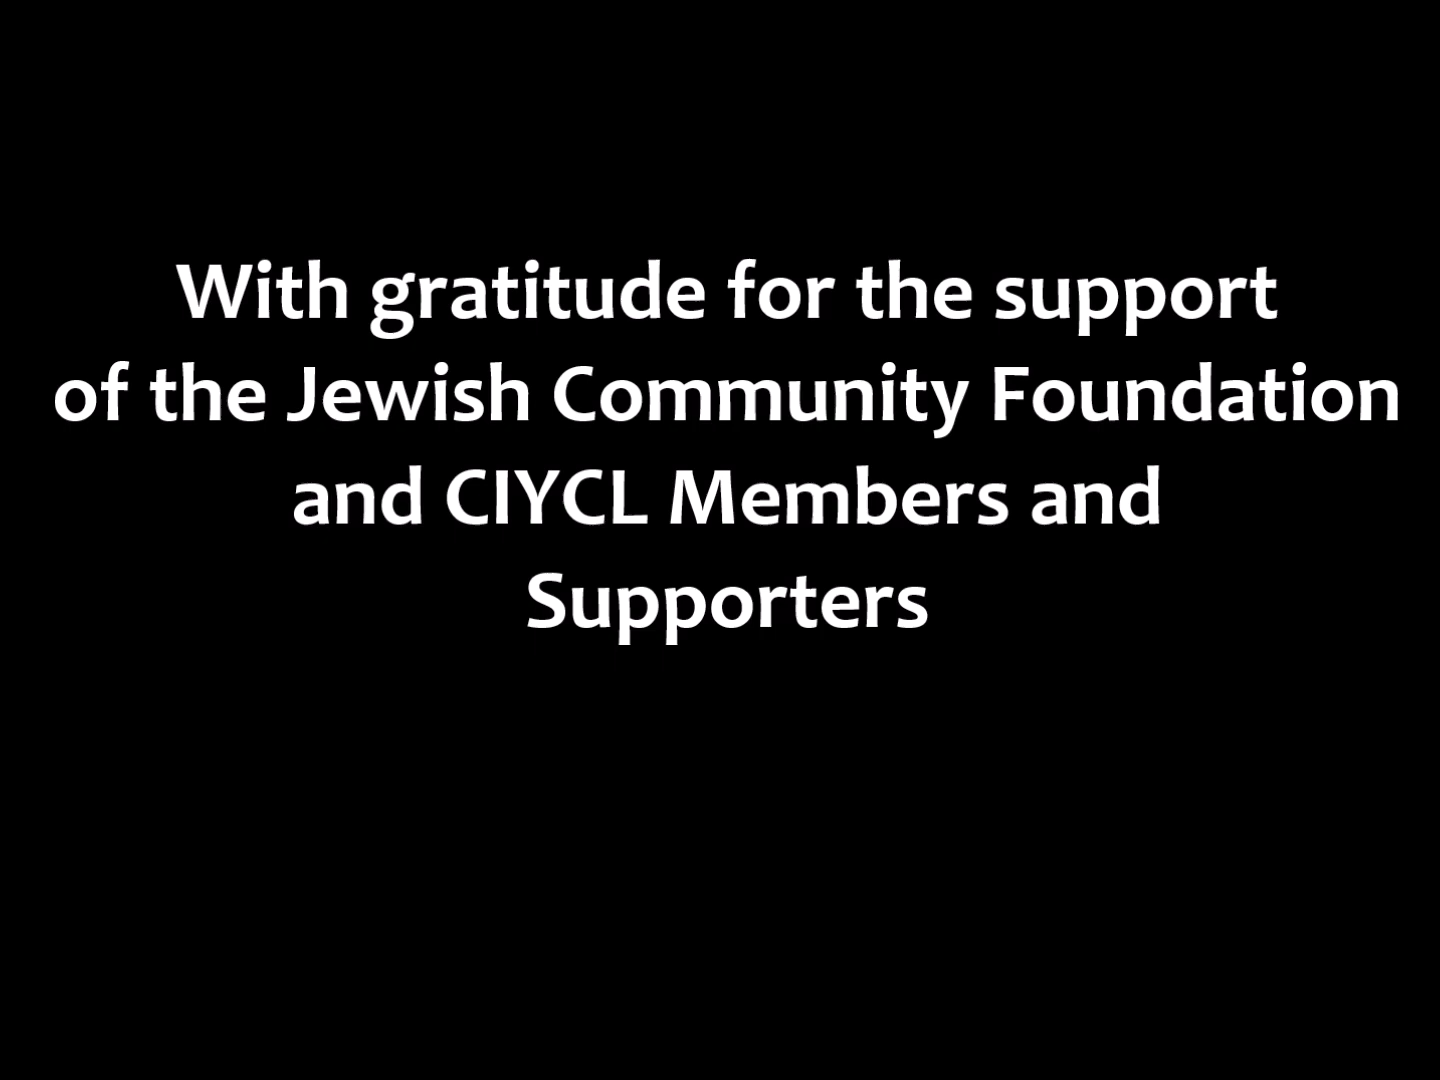 With gratitude for the support
of the Jewish Community Foundation
and CIYCL Members and
Supporters